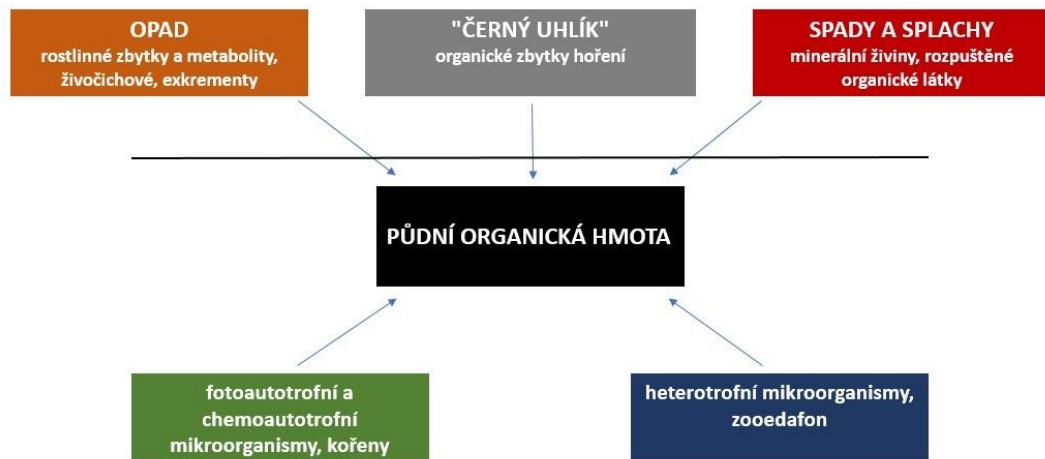 OPAD
rostlinné zbytky a metabolity,
živočichové, exkrementy
"ČERNÝ UHLÍK"
organické zbytky hoření
SPADY A SPLACHY
minerální živiny, rozpuštěné
organické látky
PŮDNÍ ORGANICKÁ HMOTA
fotoautotrofní a
chemoautotrofní
mikroorganismy, kořeny
heterotrofní mikroorganismy,
zooedafon